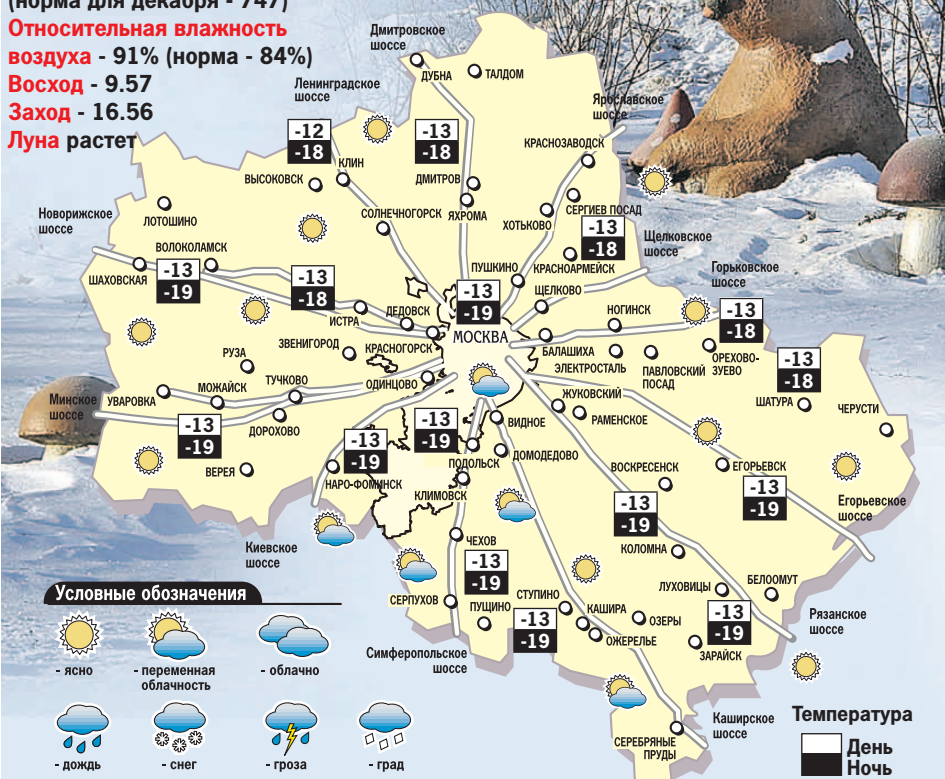 (норма для декабря - 747)
Относительная влажность
воздуха - 91% (норма - 84%)
Восход - 9.57
Заход - 16.56
Луна растет
Дмитровское
шоссе
ДУБНА
ТАЛДОМ
Ленинградское
шоссе
Ярославское
шоссе
-12
-18
-13
-18
КРАСНОЗАВОДСК
КЛИН
ВЫСОКОВСК
ДМИТРОВ
ЛОТОШИНО
Новорижское
шоссе
СОЛНЕЧНОГОРСК
ЯХРОМА
ХОТЬКОВО
СЕРГИЕВ ПОСАД
-13
-18
Щелковское
шоссе
ВОЛОКОЛАМСК
ШАХОВСКАЯ
-13
-19
-13
-18
ПУШКИНО
КРАСНОАРМЕЙСК
Горьковское
шоссе
-13
-19
ЩЕЛКОВО
ИСТРА
ДЕДОВСК
НОГИНСК
-13
-18
МОСКВА
ЗВЕНИГОРОД
КРАСНОГОРСК
БАЛАШИХА
ЭЛЕКТРОСТАЛЬ
ПАВЛОВСКИЙ
ПОСАД
ОРЕХОВО-
ЗУЕВО
РУЗА
-13
-18
ТУЧКОВО
ОДИНЦОВО
МОЖАЙСК
УВАРОВКА
Минское
шоссе
ЖУКОВСКИЙ
РАМЕНСКОЕ
ШАТУРА
ЧЕРУСТИ
-13
-19
ДОРОХОВО
-13
-19
ВИДНОЕ
-13
-19
ДОМОДЕДОВО
ПОДОЛЬСК
ВЕРЕЯ
НАРО-ФОМИНСК
КЛИМОВСК
ВОСКРЕСЕНСК
ЕГОРЬЕВСК
-13
-19
-13
-19
Егорьевское
шоссе
Киевское
шоссе
ЧЕХОВ
КОЛОМНА
-13
-19
СЕРПУХОВ
ПУЩИНО
СТУПИНО
ЛУХОВИЦЫ
БЕЛООМУТ
-13
-19
КАШИРА
ОЗЕРЫ
-13
-19
Рязанское
шоссе
ОЖЕРЕЛЬЕ
ЗАРАЙСК
Симферопольское
шоссе
Каширское
шоссе
СЕРЕБРЯНЫЕ
ПРУДЫ
Условные обозначения
- ясно
- переменная
облачность
- облачно
- дождь
- снег
- гроза
- град
Температура
День
Ночь